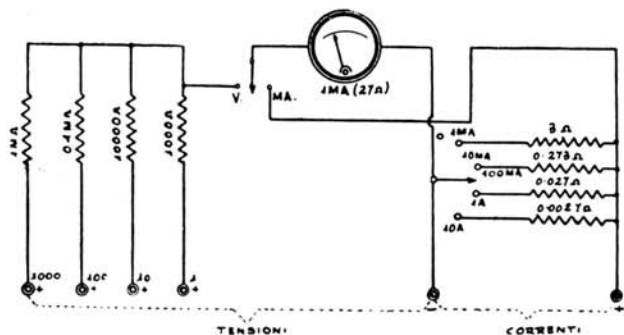 1MA (27Ω)
V.
MA.
1MΩ
0.1MΩ
10000Ω
1000Ω
1MA
3Ω
10MA
0.273Ω
100MA
0.027Ω
1A
0.0027Ω
10A
1000
+
100
+
10
+
1
+
-
+
TENSIONI
CORRENTI